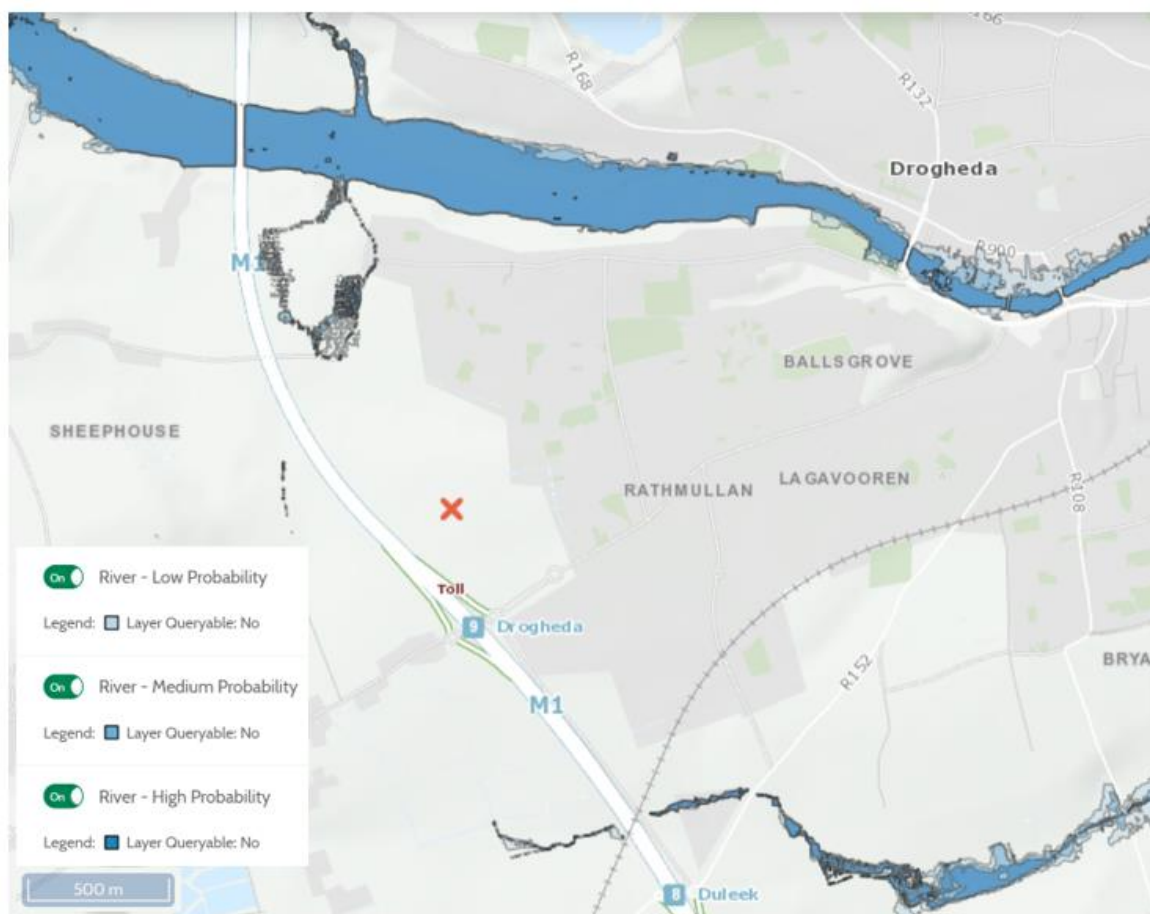 R166
R168
R132
Drogheda
R900
M1
BALLSGROVE
SHEEPHOUSE
RATHMULLAN
LAGAVOOREN
R108
On River - Low Probability
Legend: Layer Queryable: No
Toll
9 Drogheda
On River - Medium Probability
Legend: Layer Queryable: No
M1
R152
BRYA
On River - High Probability
Legend: Layer Queryable: No
500 m
8 Duleek